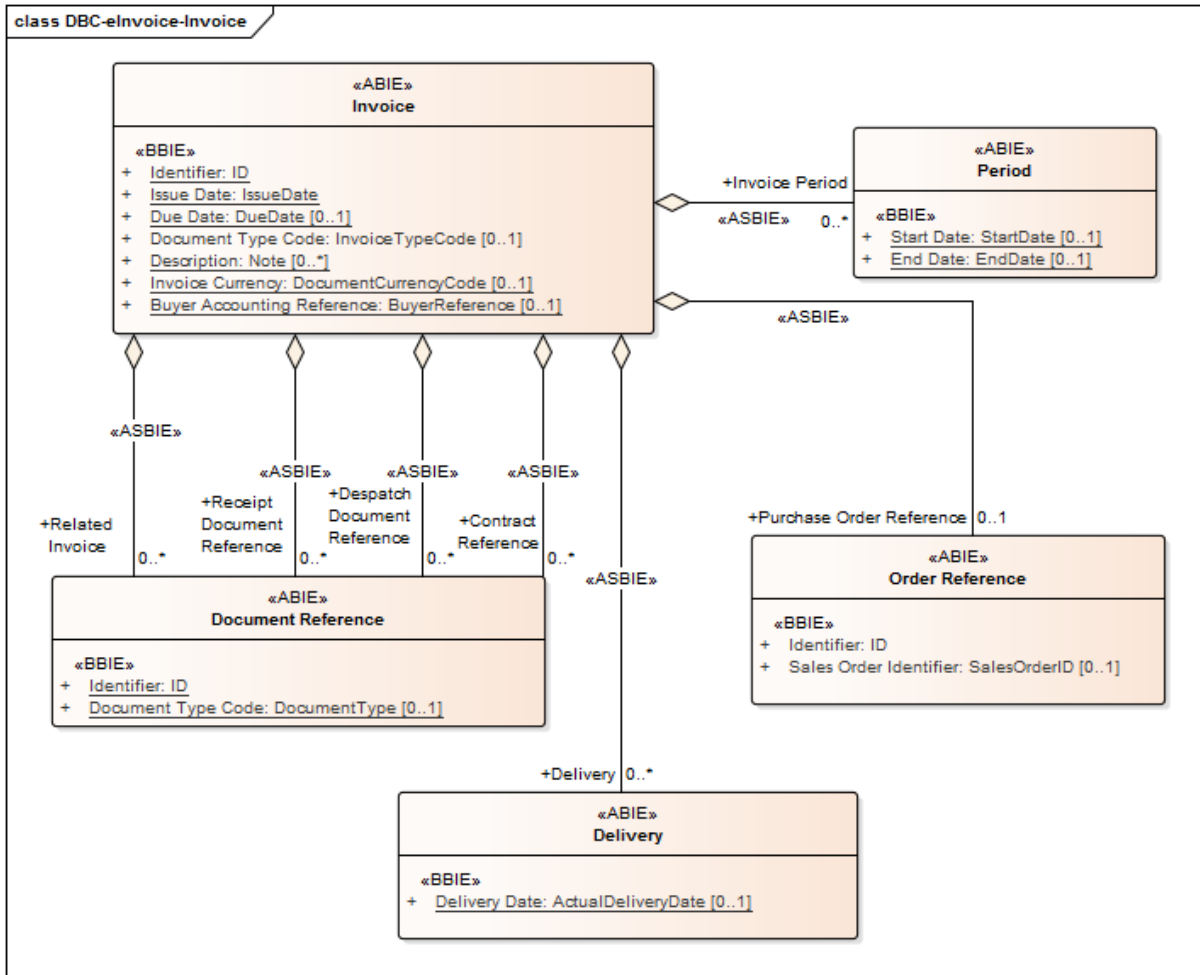 class DBC-eInvoice-Invoice
«ABIE»
Invoice
«BBIE»
+ Identifier: ID
+ Issue Date: IssueDate
+ Due Date: DueDate [0..1]
+ Document Type Code: InvoiceTypeCode [0..1]
+ Description: Note [0..*]
+ Invoice Currency: DocumentCurrencyCode [0..1]
+ Buyer Accounting Reference: BuyerReference [0..1]
+Invoice Period
«ASBIE»
0..*
«ABIE»
Period
«BBIE»
+ Start Date: StartDate [0..1]
+ End Date: EndDate [0..1]
«ASBIE»
+Purchase Order Reference
0..1
«ABIE»
Order Reference
«BBIE»
+ Identifier: ID
+ Sales Order Identifier: SalesOrderID [0..1]
«ASBIE»
+Related
Invoice
0..*
«ASBIE»
+Receipt
Document
Reference
0..*
«ASBIE»
+Despatch
Document
Reference
0..*
«ASBIE»
+Contract
Reference
0..*
«ABIE»
Document Reference
«BBIE»
+ Identifier: ID
+ Document Type Code: DocumentType [0..1]
«ASBIE»
+Delivery
0..*
«ABIE»
Delivery
«BBIE»
+ Delivery Date: ActualDeliveryDate [0..1]